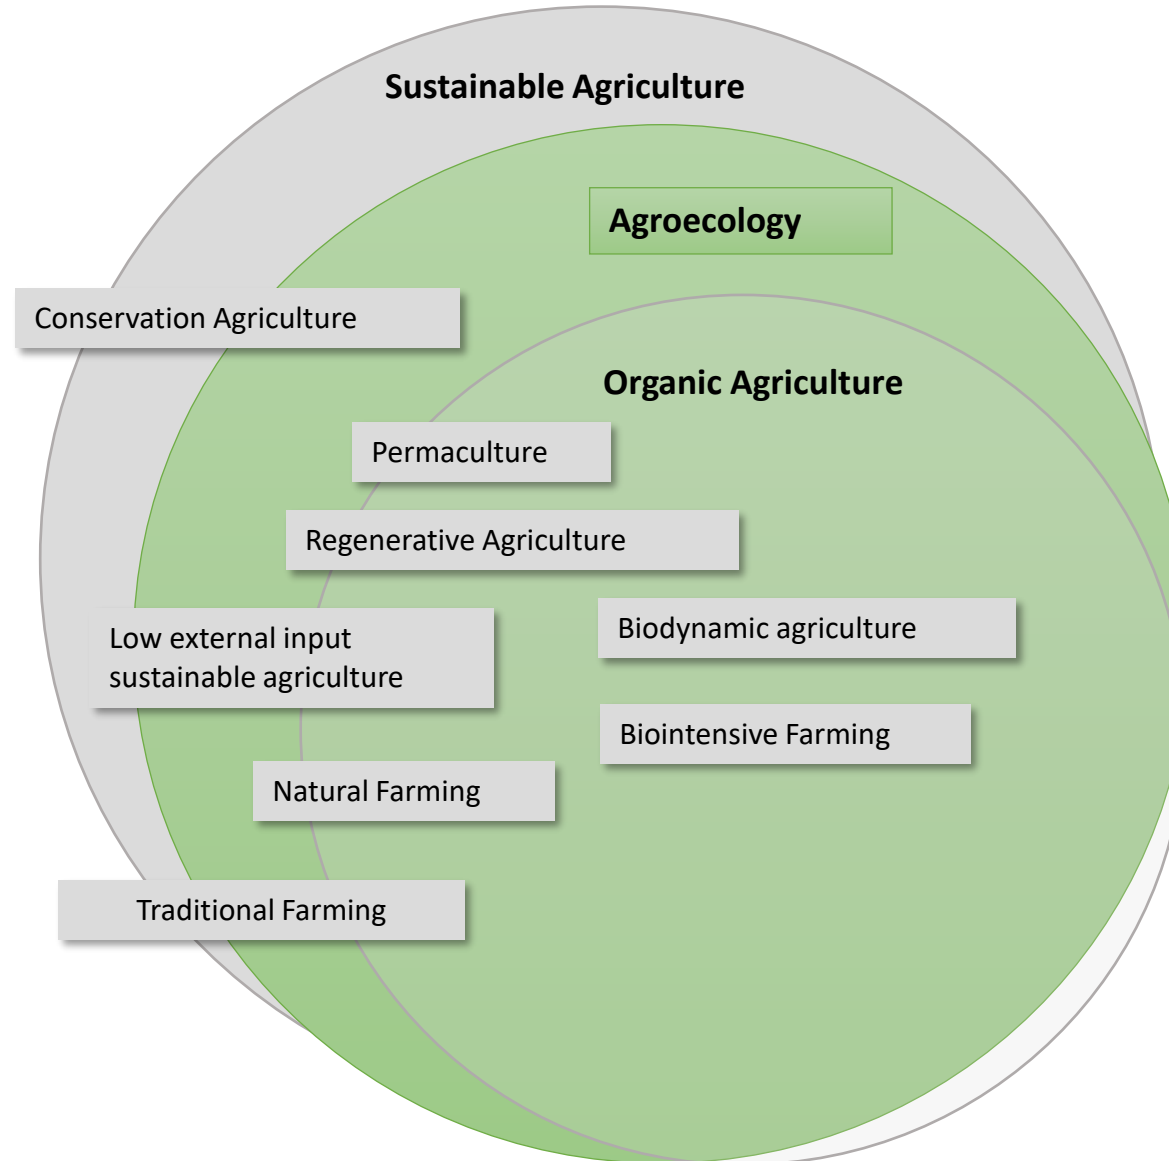 Sustainable Agriculture
Agroecology
Conservation Agriculture
Organic Agriculture
Permaculture
Regenerative Agriculture
Low external input
sustainable agriculture
Biodynamic agriculture
Biointensive Farming
Natural Farming
Traditional Farming